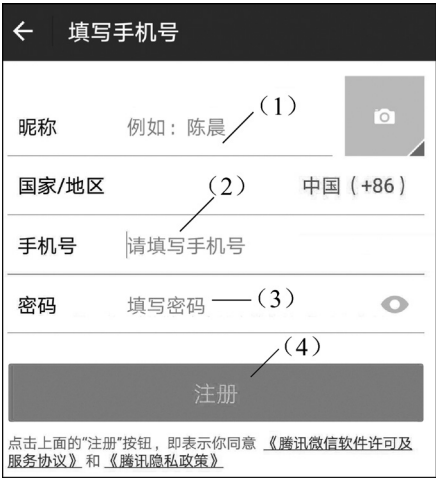 填写手机号
昵称 例如：陈晨 （1）
国家/地区 （2） 中国（+86）
手机号 请填写手机号
密码 填写密码 （3）
（4）
注册
点击上面的“注册”按钮，即表示你同意 《腾讯微信软件许可及
服务协议》 和 《腾讯隐私政策》